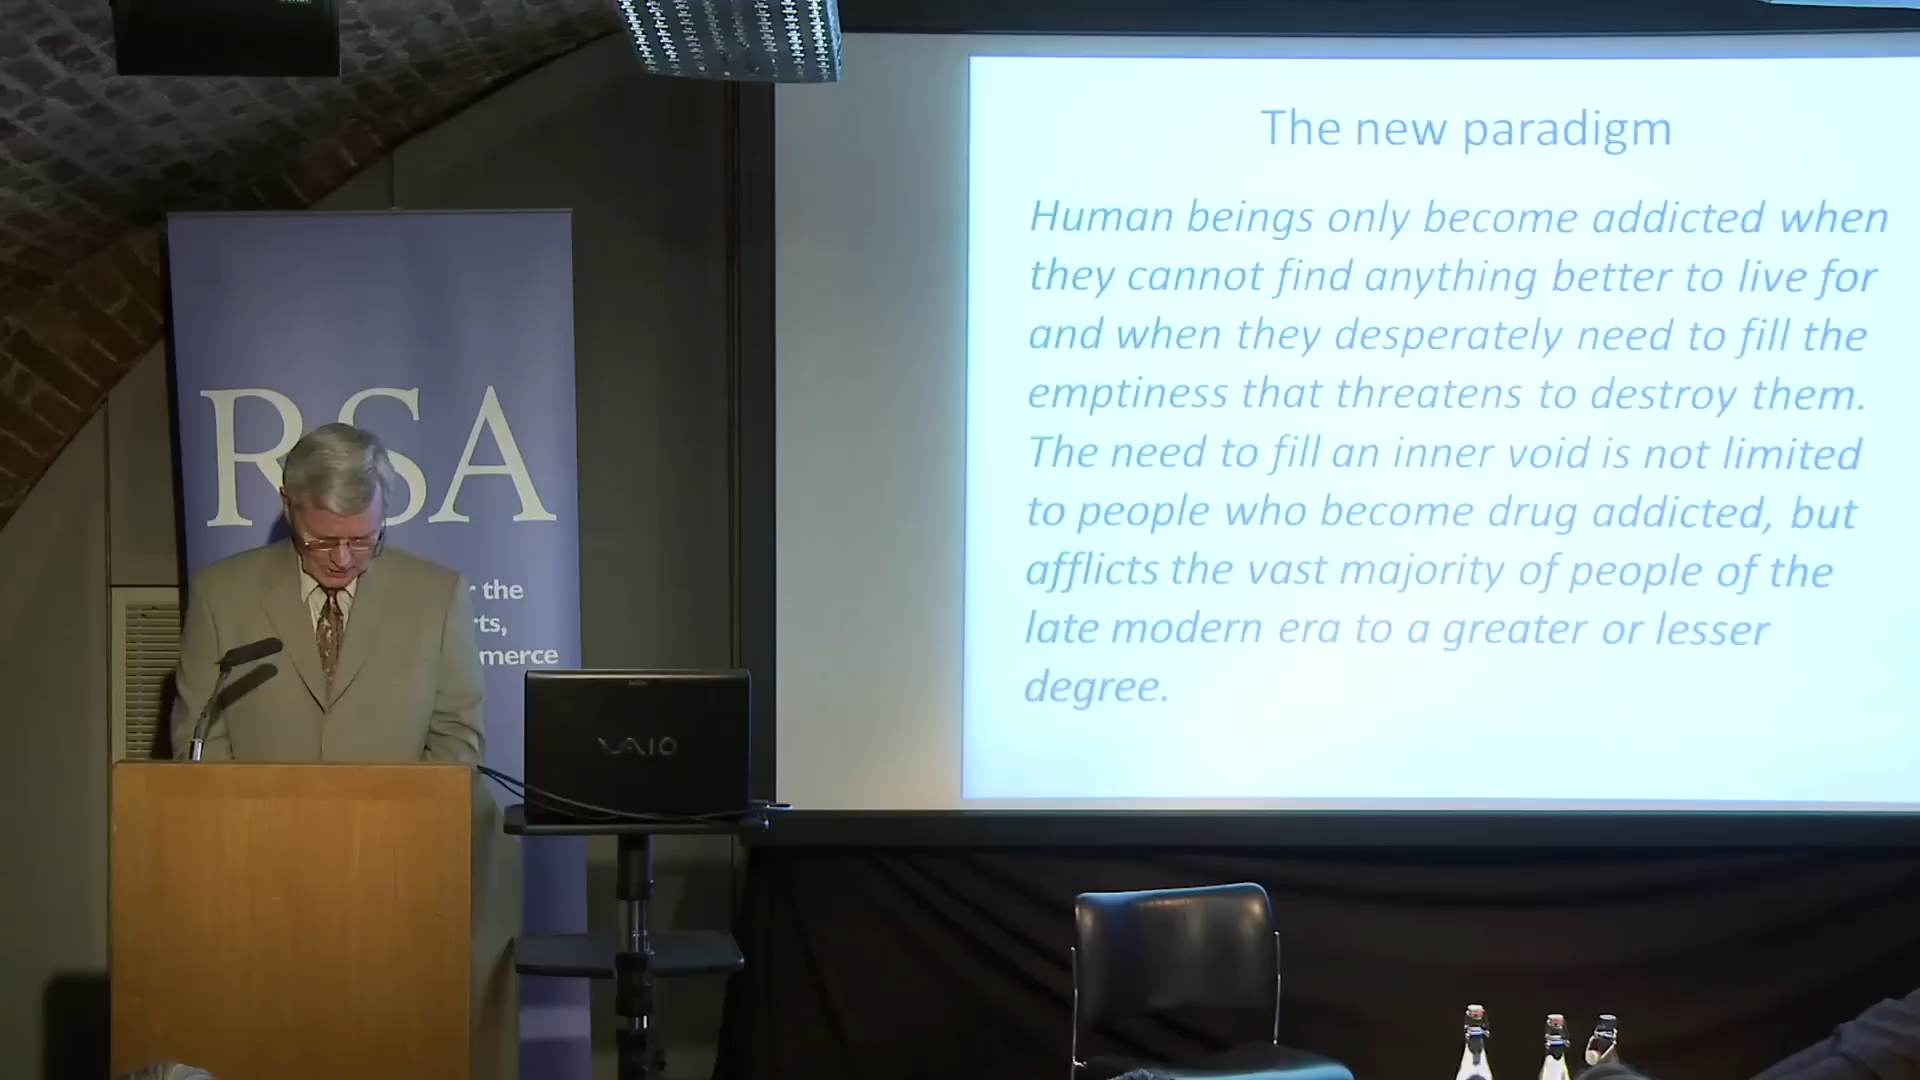 The new paradigm
Human beings only become addicted when
they cannot find anything better to live for
and when they desperately need to fill the
emptiness that threatens to destroy them.
The need to fill an inner void is not limited
to people who become drug addicted, but
afflicts the vast majority of people of the
late modern era to a greater or lesser
degree.
RSA
r the
rts,
merce
VAIO